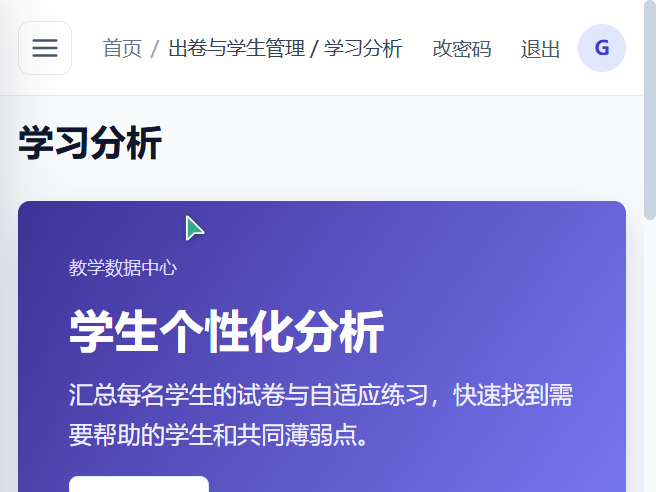 首页 / 出卷与学生管理 / 学习分析 改密码 退出 G
学习分析
教学数据中心
学生个性化分析
汇总每名学生的试卷与自适应练习，快速找到需
要帮助的学生和共同薄弱点。